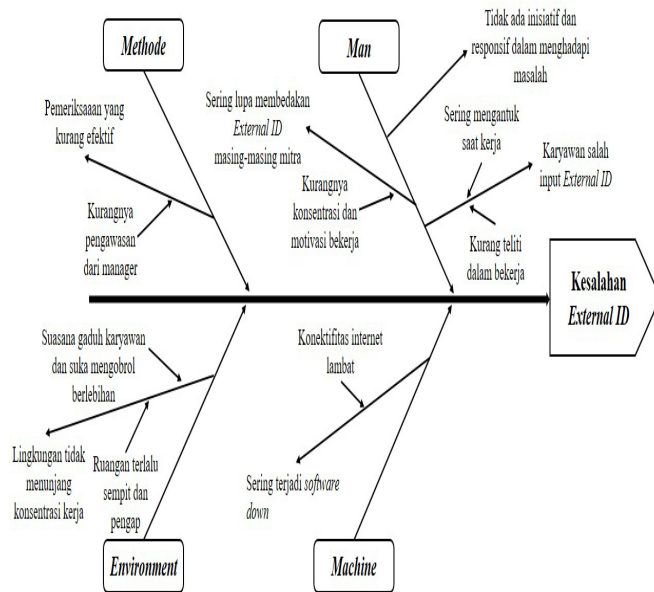 Methode
Man
Tidak ada inisiatif dan
responsif dalam menghadapi
masalah
Pemeriksaaan yang
kurang efektif
Sering lupa membedakan
External ID
masing-masing mitra
Sering mengantuk
saat kerja
Karyawan salah
input External ID
Kurangnya
pengawasan
dari manager
Kurangnya
konsentrasi dan
motivasi bekerja
Kurang teliti
dalam bekerja
Kesalahan
External ID
Suasana gaduh karyawan
dan suka mengobrol
berlebihan
Konektifitas internet
lambat
Lingkungan tidak
menunjang
konsentrasi kerja
Ruangan terlalu
sempit dan
pengap
Sering terjadi software
down
Environment
Machine